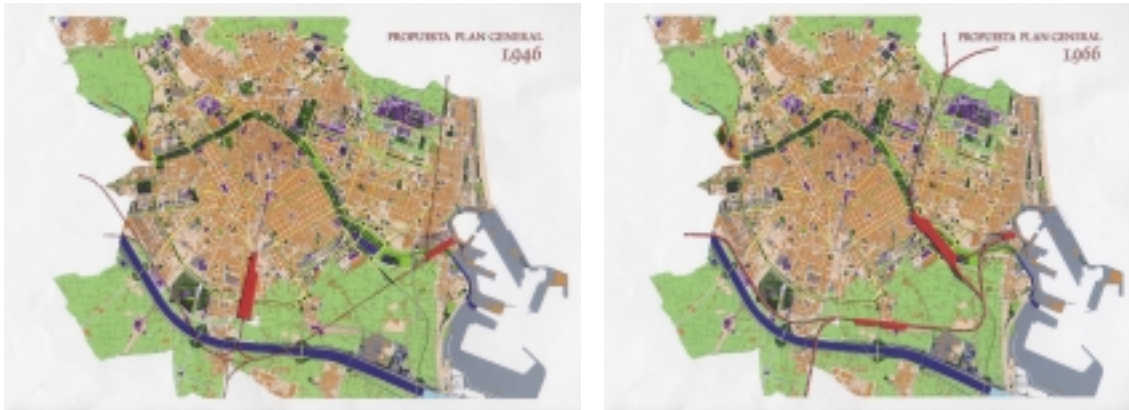 PROPUESTA PLAN GENERAL
1946
PROPUESTA PLAN GENERAL
1966